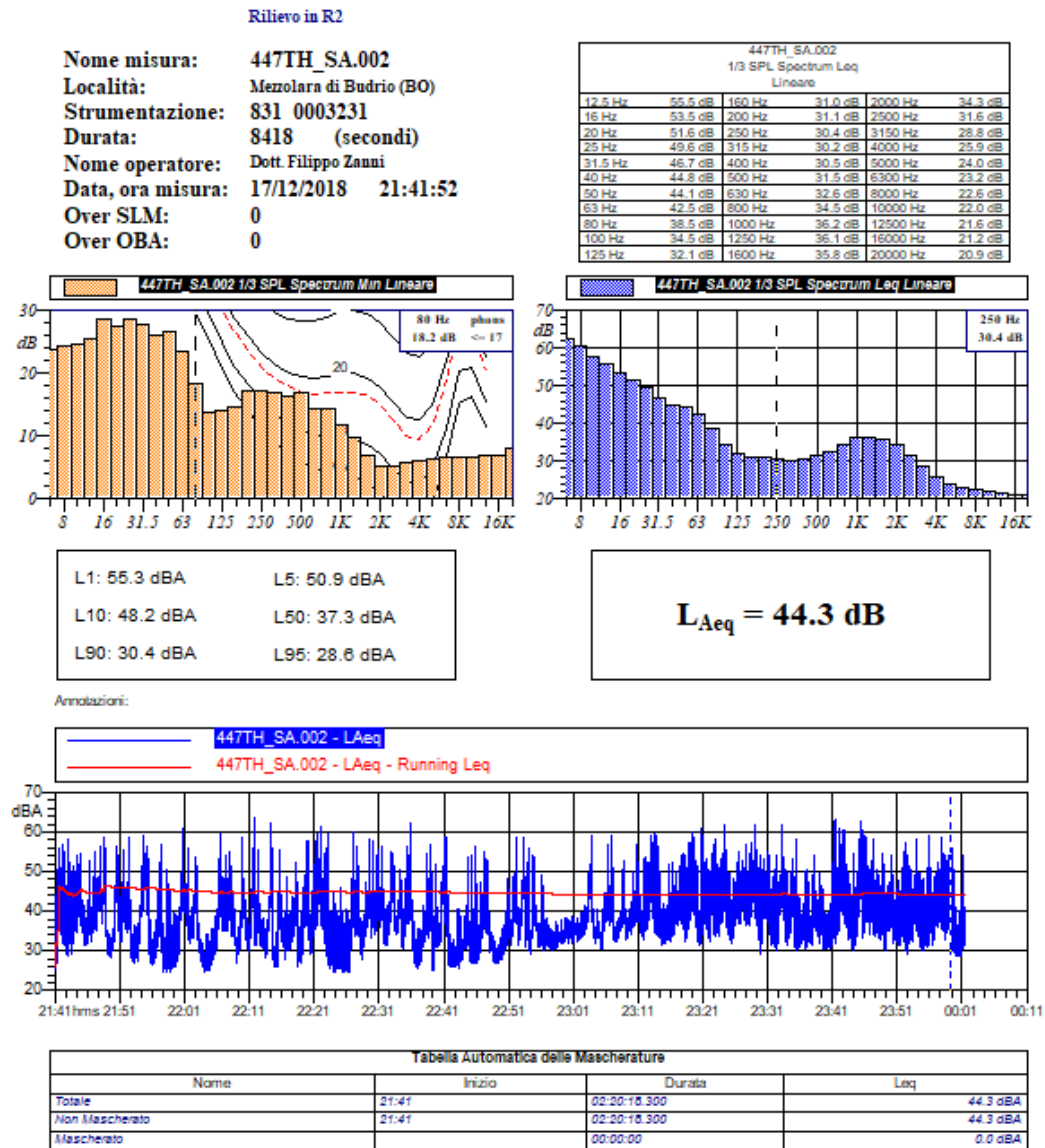 Rilievo in R2
Nome misura: 447TH_SA.002
Località: Mezzolara di Budrio (BO)
Strumentazione: 831 0003231
Durata: 8418 (secondi)
Nome operatore: Dott. Filippo Zanni
Data, ora misura: 17/12/2018 21:41:52
Over SLM: 0
Over OBA: 0
447TH_SA.002
1/3 SPL Spectrum Leq
Lineare
12.5 Hz 55.5 dB 160 Hz 31.0 dB 2000 Hz 34.3 dB
16 Hz 53.5 dB 200 Hz 31.1 dB 2500 Hz 31.6 dB
20 Hz 51.6 dB 250 Hz 30.4 dB 3150 Hz 28.8 dB
25 Hz 49.6 dB 315 Hz 30.2 dB 4000 Hz 25.9 dB
31.5 Hz 46.7 dB 400 Hz 30.5 dB 5000 Hz 24.0 dB
40 Hz 44.8 dB 500 Hz 31.5 dB 6300 Hz 23.2 dB
50 Hz 44.1 dB 630 Hz 32.6 dB 8000 Hz 22.6 dB
63 Hz 42.5 dB 800 Hz 34.5 dB 10000 Hz 22.0 dB
80 Hz 38.5 dB 1000 Hz 36.2 dB 12500 Hz 21.6 dB
100 Hz 34.5 dB 1250 Hz 36.1 dB 16000 Hz 21.2 dB
125 Hz 32.1 dB 1600 Hz 35.8 dB 20000 Hz 20.9 dB
447TH_SA.002 1/3 SPL Spectrum Min Lineare
30
dB
20
10
0
80 Hz phons
18.2 dB <= 17
20
8 16 31.5 63 125 250 500 1K 2K 4K 8K 16K
447TH_SA.002 1/3 SPL Spectrum Leq Lineare
70
dB
60
50
40
30
20
250 Hz
30.4 dB
8 16 31.5 63 125 250 500 1K 2K 4K 8K 16K
L1: 55.3 dBA L5: 50.9 dBA
L10: 48.2 dBA L50: 37.3 dBA
L90: 30.4 dBA L95: 28.6 dBA
LAeq = 44.3 dB
Annotazioni:
447TH_SA.002 - LAeq
447TH_SA.002 - LAeq - Running Leq
70
dBA
60
50
40
30
20
21:41 hms 21:51 22:01 22:11 22:21 22:31 22:41 22:51 23:01 23:11 23:21 23:31 23:41 23:51 00:01 00:11
Tabella Automatica delle Mascherature
Nome Inizio Durata Leq
Totale 21:41 02:20:18.300 44.3 dBA
Non Mascherato 21:41 02:20:18.300 44.3 dBA
Mascherato 00:00:00 0.0 dBA